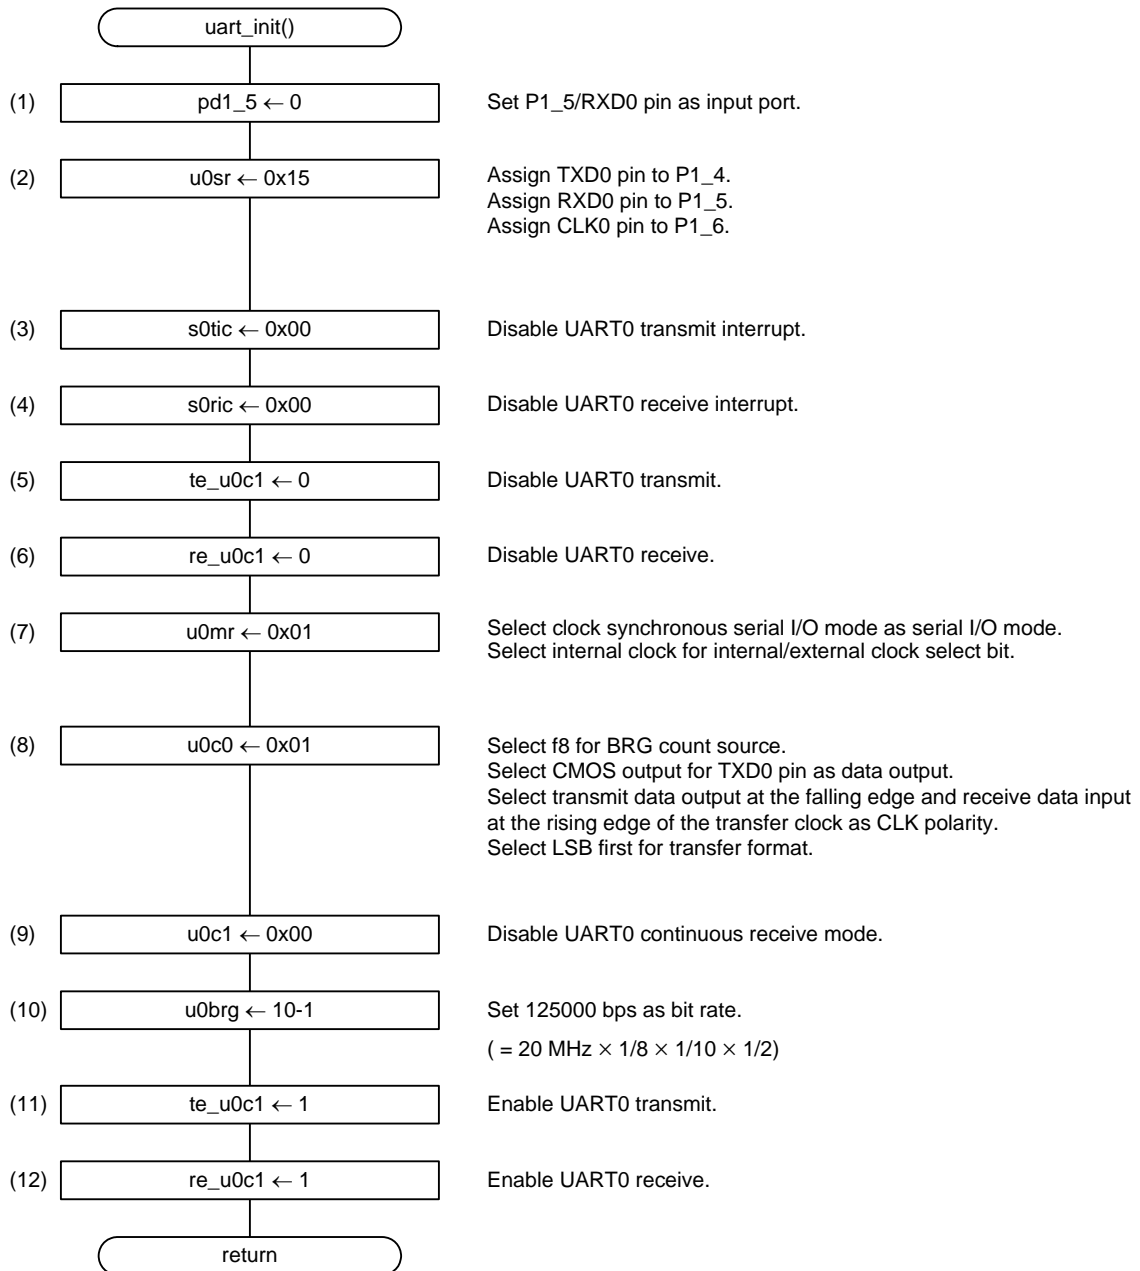 uart_init()
(1) pd1_5 ← 0 Set P1_5/RXD0 pin as input port.
(2) u0sr ← 0x15 Assign TXD0 pin to P1_4.
Assign RXD0 pin to P1_5.
Assign CLK0 pin to P1_6.
(3) s0tic ← 0x00 Disable UART0 transmit interrupt.
(4) s0ric ← 0x00 Disable UART0 receive interrupt.
(5) te_u0c1 ← 0 Disable UART0 transmit.
(6) re_u0c1 ← 0 Disable UART0 receive.
(7) u0mr ← 0x01 Select clock synchronous serial I/O mode as serial I/O mode.
Select internal clock for internal/external clock select bit.
(8) u0c0 ← 0x01 Select f8 for BRG count source.
Select CMOS output for TXD0 pin as data output.
Select transmit data output at the falling edge and receive data input
at the rising edge of the transfer clock as CLK polarity.
Select LSB first for transfer format.
(9) u0c1 ← 0x00 Disable UART0 continuous receive mode.
(10) u0brg ← 10-1 Set 125000 bps as bit rate.
( = 20 MHz × 1/8 × 1/10 × 1/2)
(11) te_u0c1 ← 1 Enable UART0 transmit.
(12) re_u0c1 ← 1 Enable UART0 receive.
return